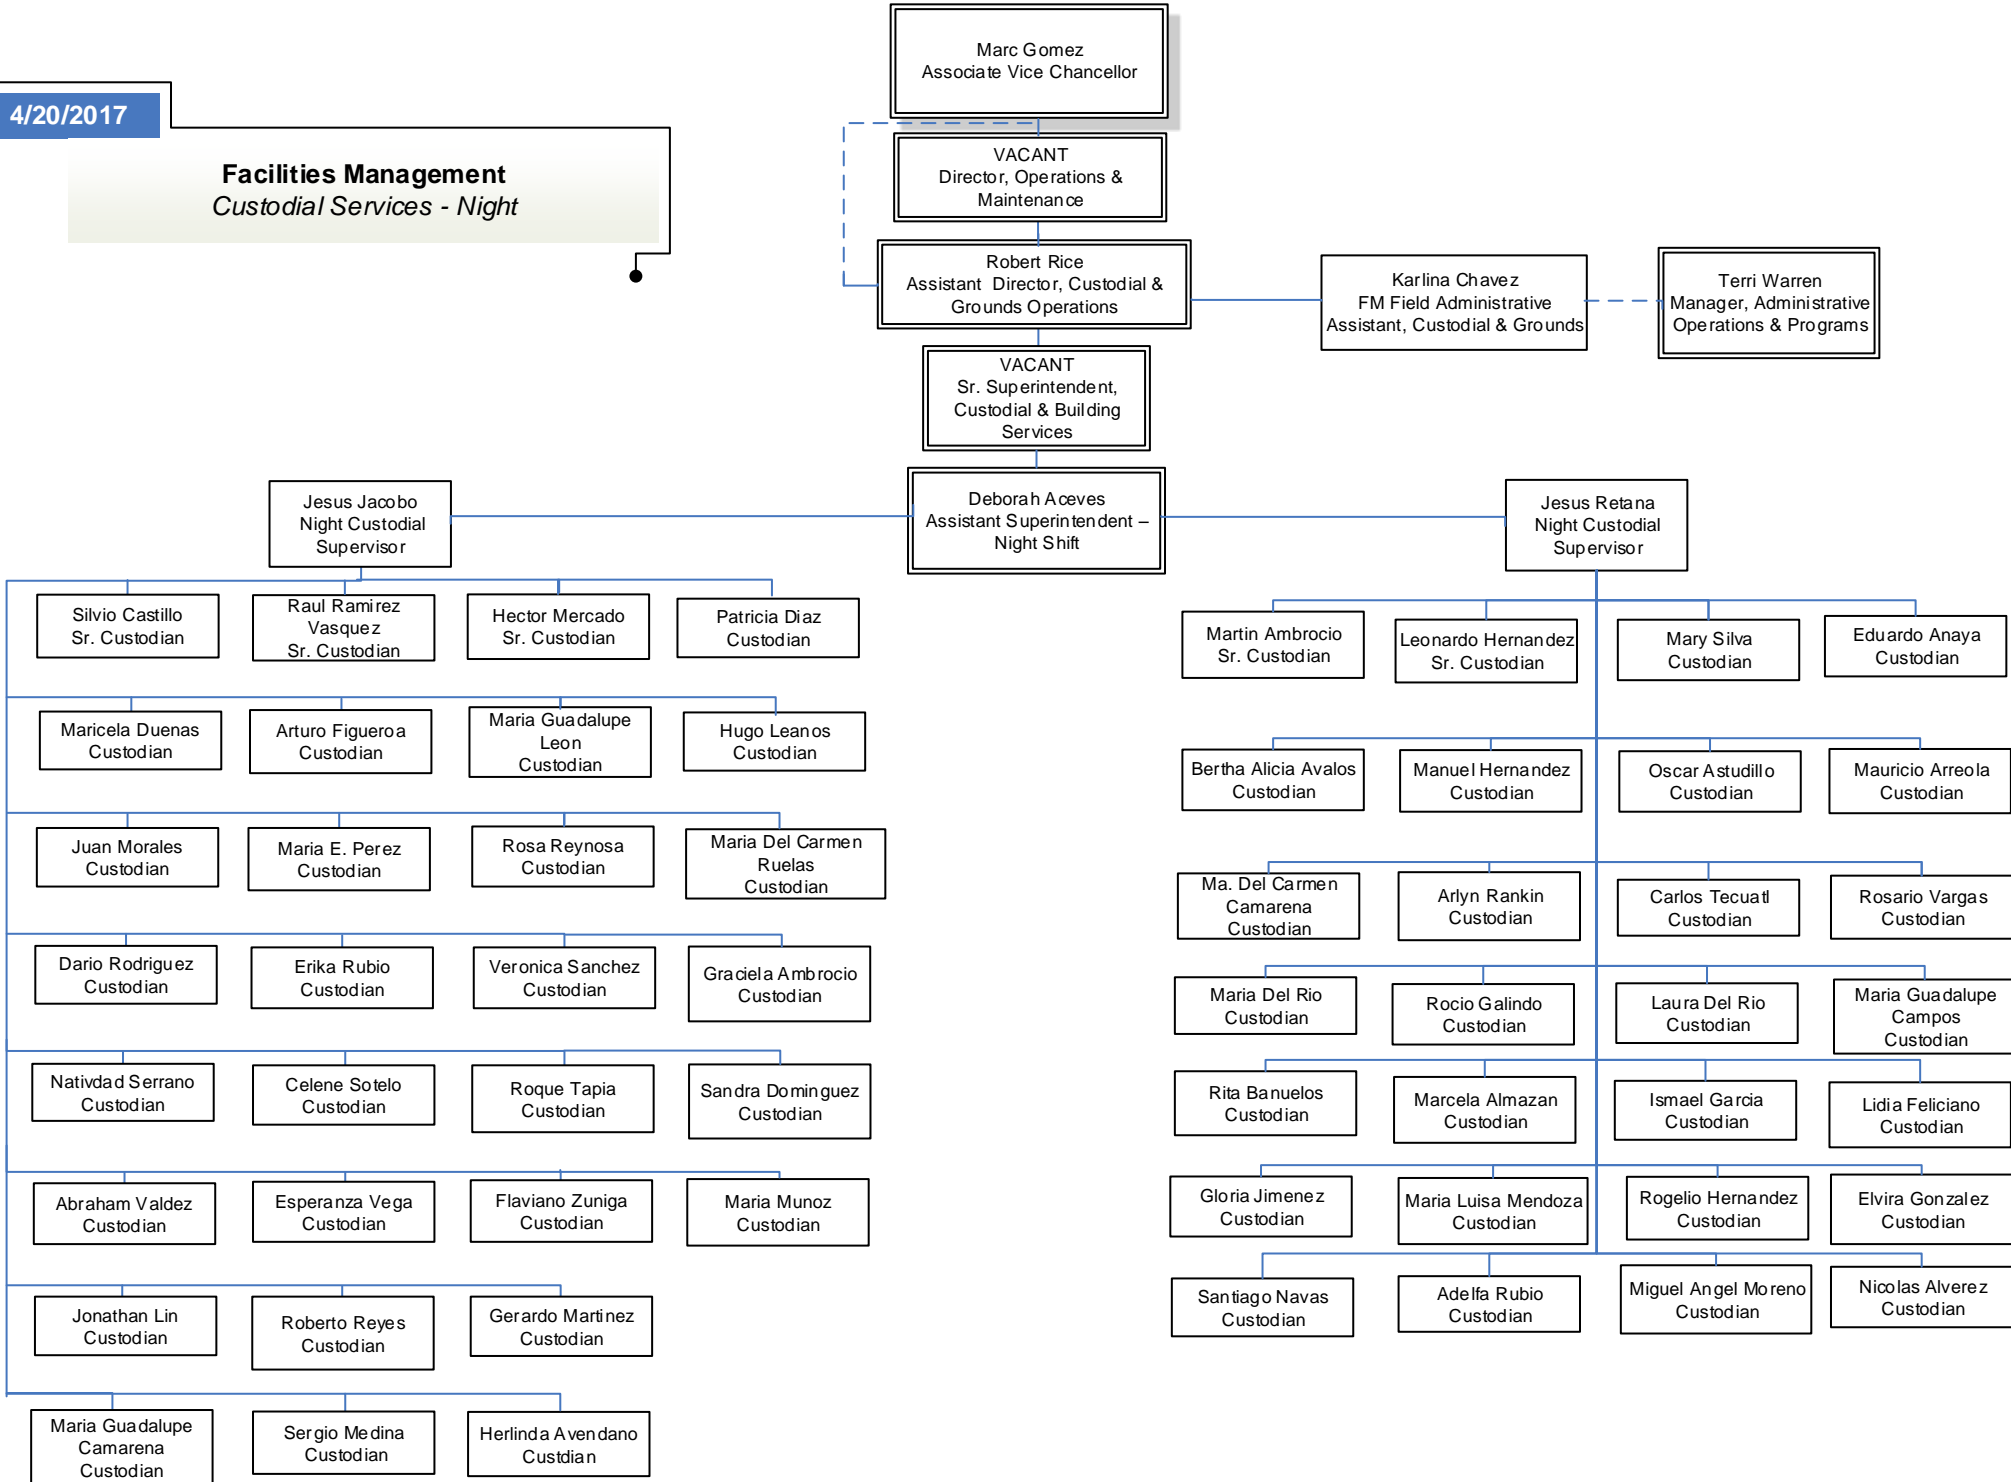 Marc Gomez
Associate Vice Chancellor
4/20/2017
Facilities Management
Custodial Services - Night
VACANT
Director, Operations &
Maintenance
Robert Rice
Assistant Director, Custodial &
Grounds Operations
Karlina Chavez
FM Field Administrative
Assistant, Custodial & Grounds
Terri Warren
Manager, Administrative
Operations & Programs
VACANT
Sr. Superintendent,
Custodial & Building
Services
Deborah Aceves
Assistant Superintendent –
Night Shift
Jesus Jacobo
Night Custodial
Supervisor
Silvio Castillo
Sr. Custodian
Raul Ramirez
Vasquez
Sr. Custodian
Hector Mercado
Sr. Custodian
Patricia Diaz
Custodian
Maricela Duenas
Custodian
Arturo Figueroa
Custodian
Maria Guadalupe
Leon
Custodian
Hugo Leanos
Custodian
Juan Morales
Custodian
Maria E. Perez
Custodian
Rosa Reynosa
Custodian
Maria Del Carmen
Ruelas
Custodian
Dario Rodriguez
Custodian
Erika Rubio
Custodian
Veronica Sanchez
Custodian
Graciela Ambrocio
Custodian
Nativdad Serrano
Custodian
Celene Sotelo
Custodian
Roque Tapia
Custodian
Sandra Dominguez
Custodian
Abraham Valdez
Custodian
Esperanza Vega
Custodian
Flaviano Zuniga
Custodian
Maria Munoz
Custodian
Jonathan Lin
Custodian
Roberto Reyes
Custodian
Gerardo Martinez
Custodian
Maria Guadalupe
Camarena
Custodian
Sergio Medina
Custodian
Herlinda Avendano
Custdian
Jesus Retana
Night Custodial
Supervisor
Martin Ambrocio
Sr. Custodian
Leonardo Hernandez
Sr. Custodian
Mary Silva
Custodian
Eduardo Anaya
Custodian
Bertha Alicia Avalos
Custodian
Manuel Hernandez
Custodian
Oscar Astudillo
Custodian
Mauricio Arreola
Custodian
Ma. Del Carmen
Camarena
Custodian
Arlyn Rankin
Custodian
Carlos Tecuatl
Custodian
Rosario Vargas
Custodian
Maria Del Rio
Custodian
Rocio Galindo
Custodian
Laura Del Rio
Custodian
Maria Guadalupe
Campos
Custodian
Rita Banuelos
Custodian
Marcela Almazan
Custodian
Ismael Garcia
Custodian
Lidia Feliciano
Custodian
Gloria Jimenez
Custodian
Maria Luisa Mendoza
Custodian
Rogelio Hernandez
Custodian
Elvira Gonzalez
Custodian
Santiago Navas
Custodian
Adelfa Rubio
Custodian
Miguel Angel Moreno
Custodian
Nicolas Alverez
Custodian